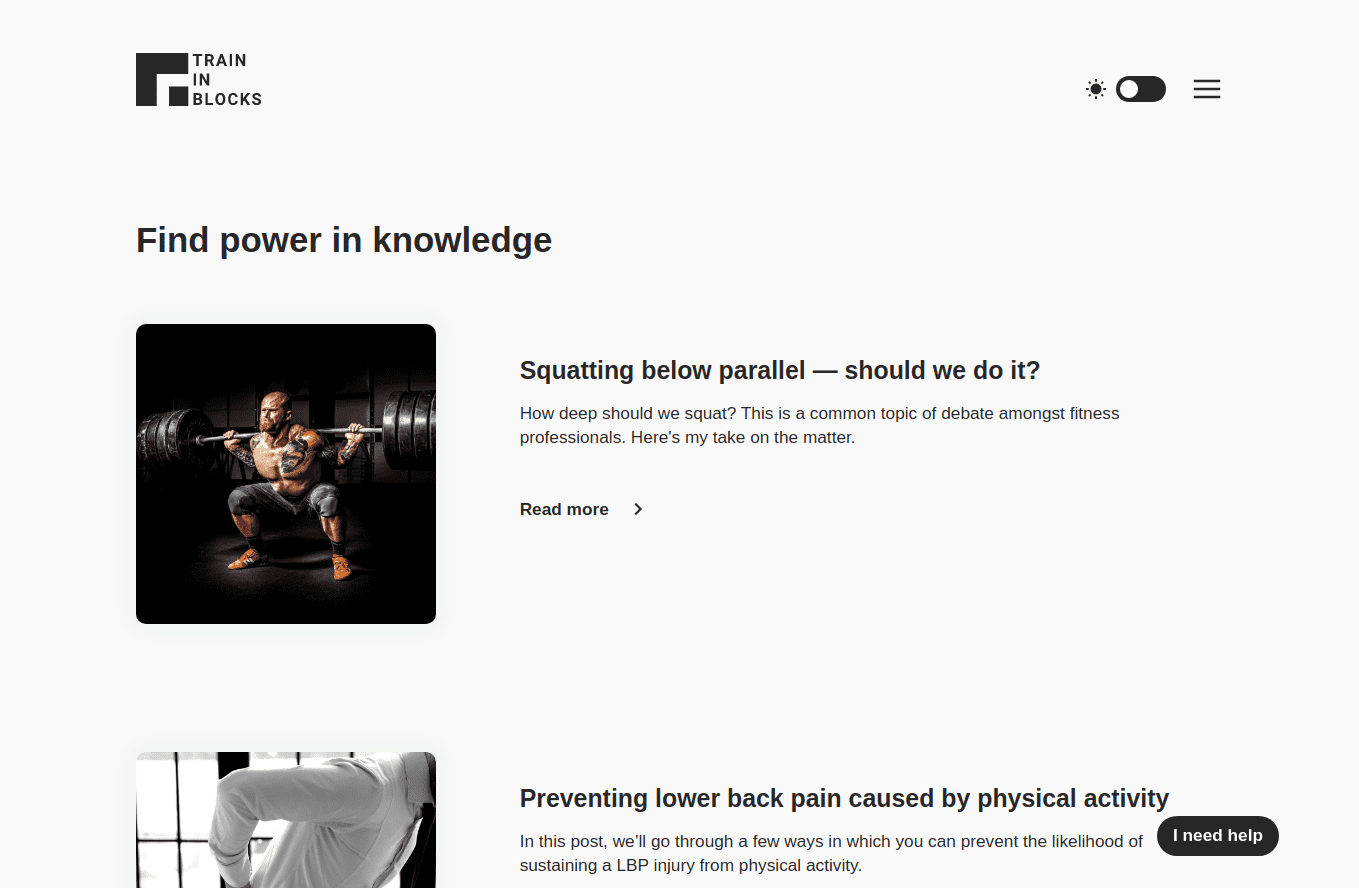 TRAIN
IN
BLOCKS
Find power in knowledge
Squatting below parallel — should we do it?
How deep should we squat? This is a common topic of debate amongst fitness
professionals. Here's my take on the matter.
Read more
Preventing lower back pain caused by physical activity
In this post, we’ll go through a few ways in which you can prevent the likelihood of
sustaining a LBP injury from physical activity.
I need help